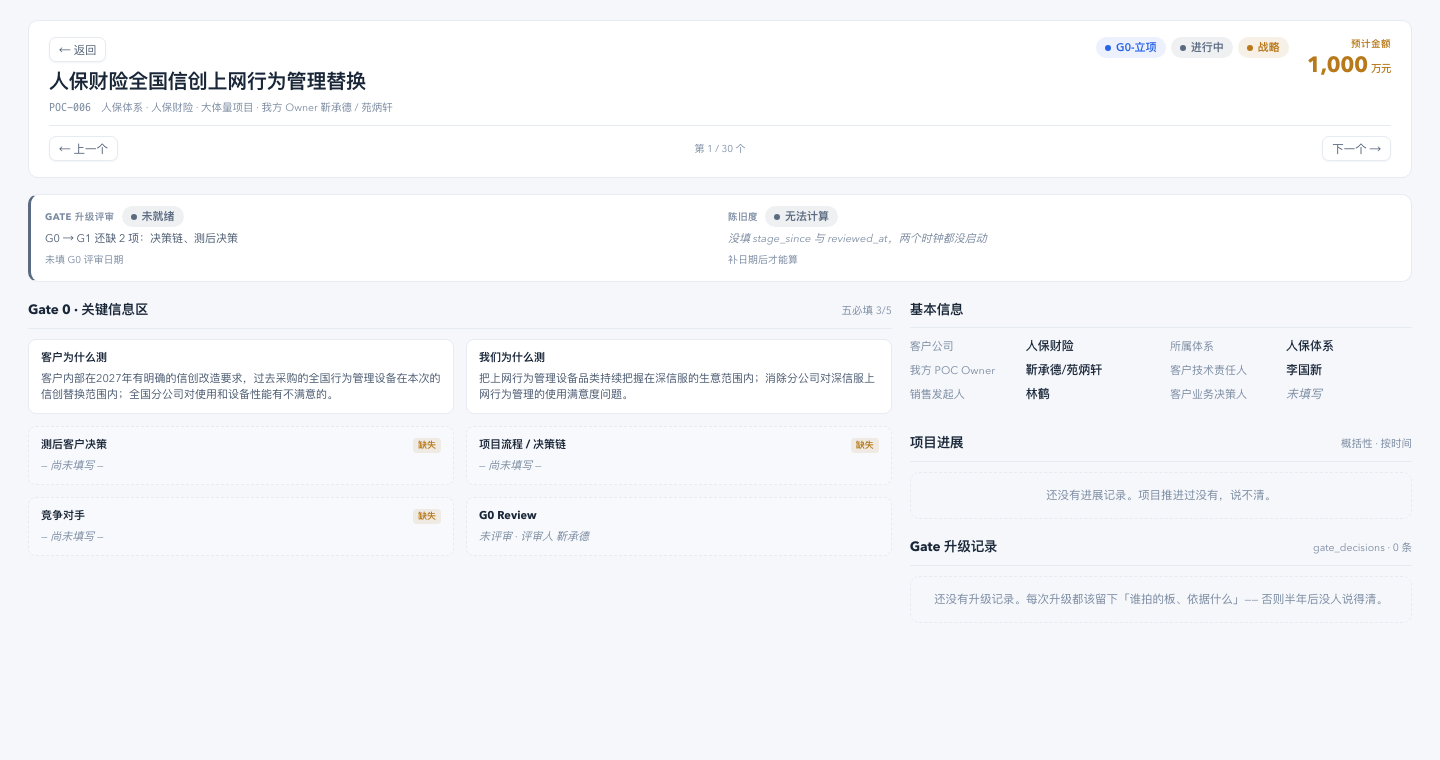 ← 返回
G0-立项
进行中
战略
预计金额
1,000 万元
人保财险全国信创上网行为管理替换
POC-006 人保体系 · 人保财险 · 大体量项目 · 我方 Owner 靳承德 / 苑炳轩
← 上一个
第 1 / 30 个
下一个 →
GATE 升级评审 未就绪
G0 → G1 还缺 2 项：决策链、测后决策
未填 G0 评审日期
陈旧度 无法计算
没填 stage_since 与 reviewed_at，两个时钟都没启动
补日期后才能算
Gate 0 · 关键信息区
五必填 3/5
客户为什么测
客户内部在2027年有明确的信创改造要求，过去采购的全国行为管理设备在本次的
信创替换范围内；全国分公司对使用和设备性能有不满意的。
我们为什么测
把上网行为管理设备品类持续把握在深信服的生意范围内；消除分公司对深信服上
网行为管理的使用满意度问题。
测后客户决策
缺失
— 尚未填写 —
项目流程 / 决策链
缺失
— 尚未填写 —
竞争对手
缺失
— 尚未填写 —
G0 Review
未评审 · 评审人 靳承德
基本信息
客户公司 人保财险 所属体系 人保体系
我方 POC Owner 靳承德/苑炳轩 客户技术责任人 李国新
销售发起人 林鹤 客户业务决策人 未填写
项目进展
概括性 · 按时间
还没有进展记录。项目推进过没有，说不清。
Gate 升级记录
gate_decisions · 0 条
还没有升级记录。每次升级都该留下「谁拍的板、依据什么」—— 否则半年后没人说得清。